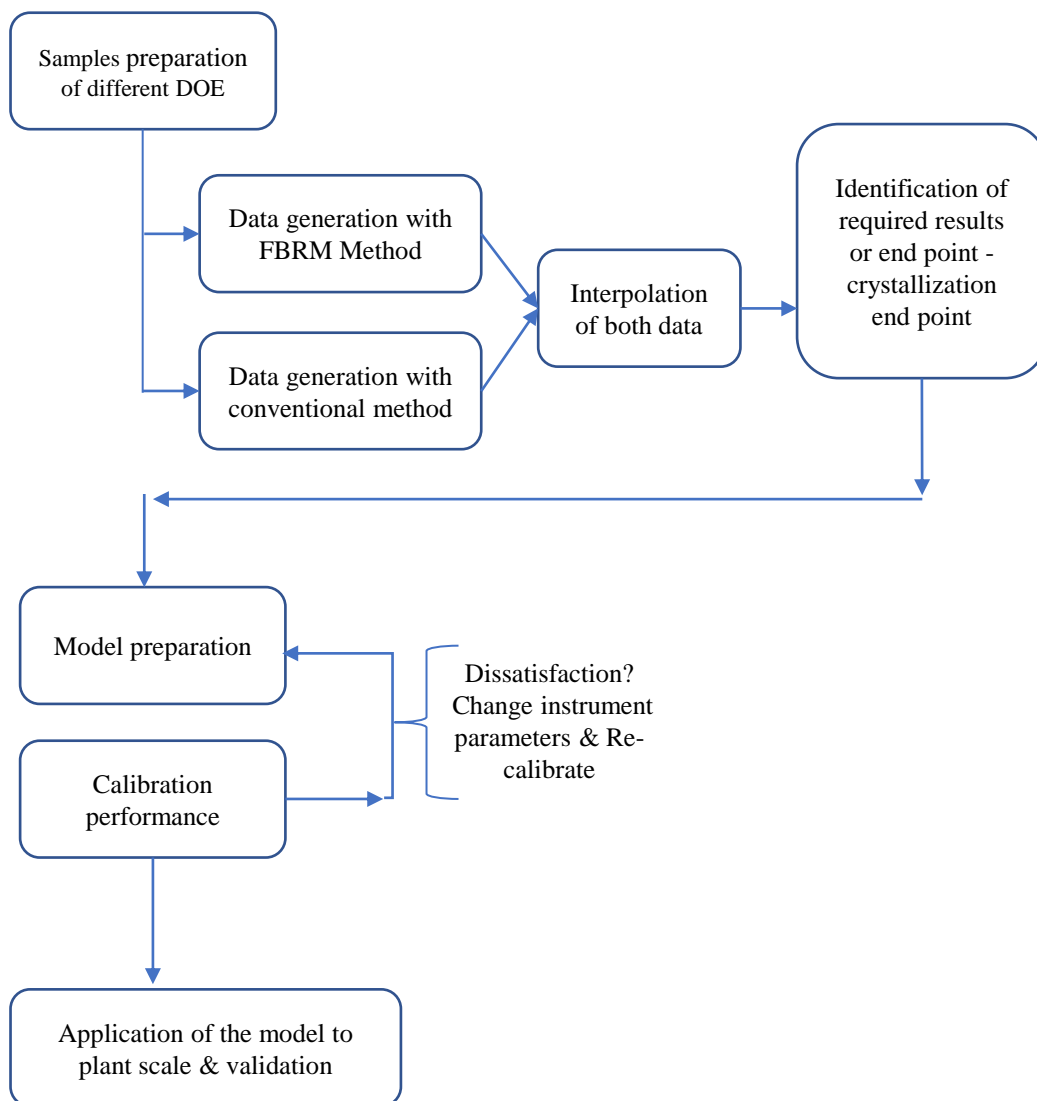 Samples preparation
of different DOE
Data generation with
FBRM Method
Data generation with
conventional method
Interpolation
of both data
Identification of
required results
or end point -
crystallization
end point
Model preparation
Dissatisfaction?
Change instrument
parameters & Re-
calibrate
Calibration
performance
Application of the model to
plant scale & validation